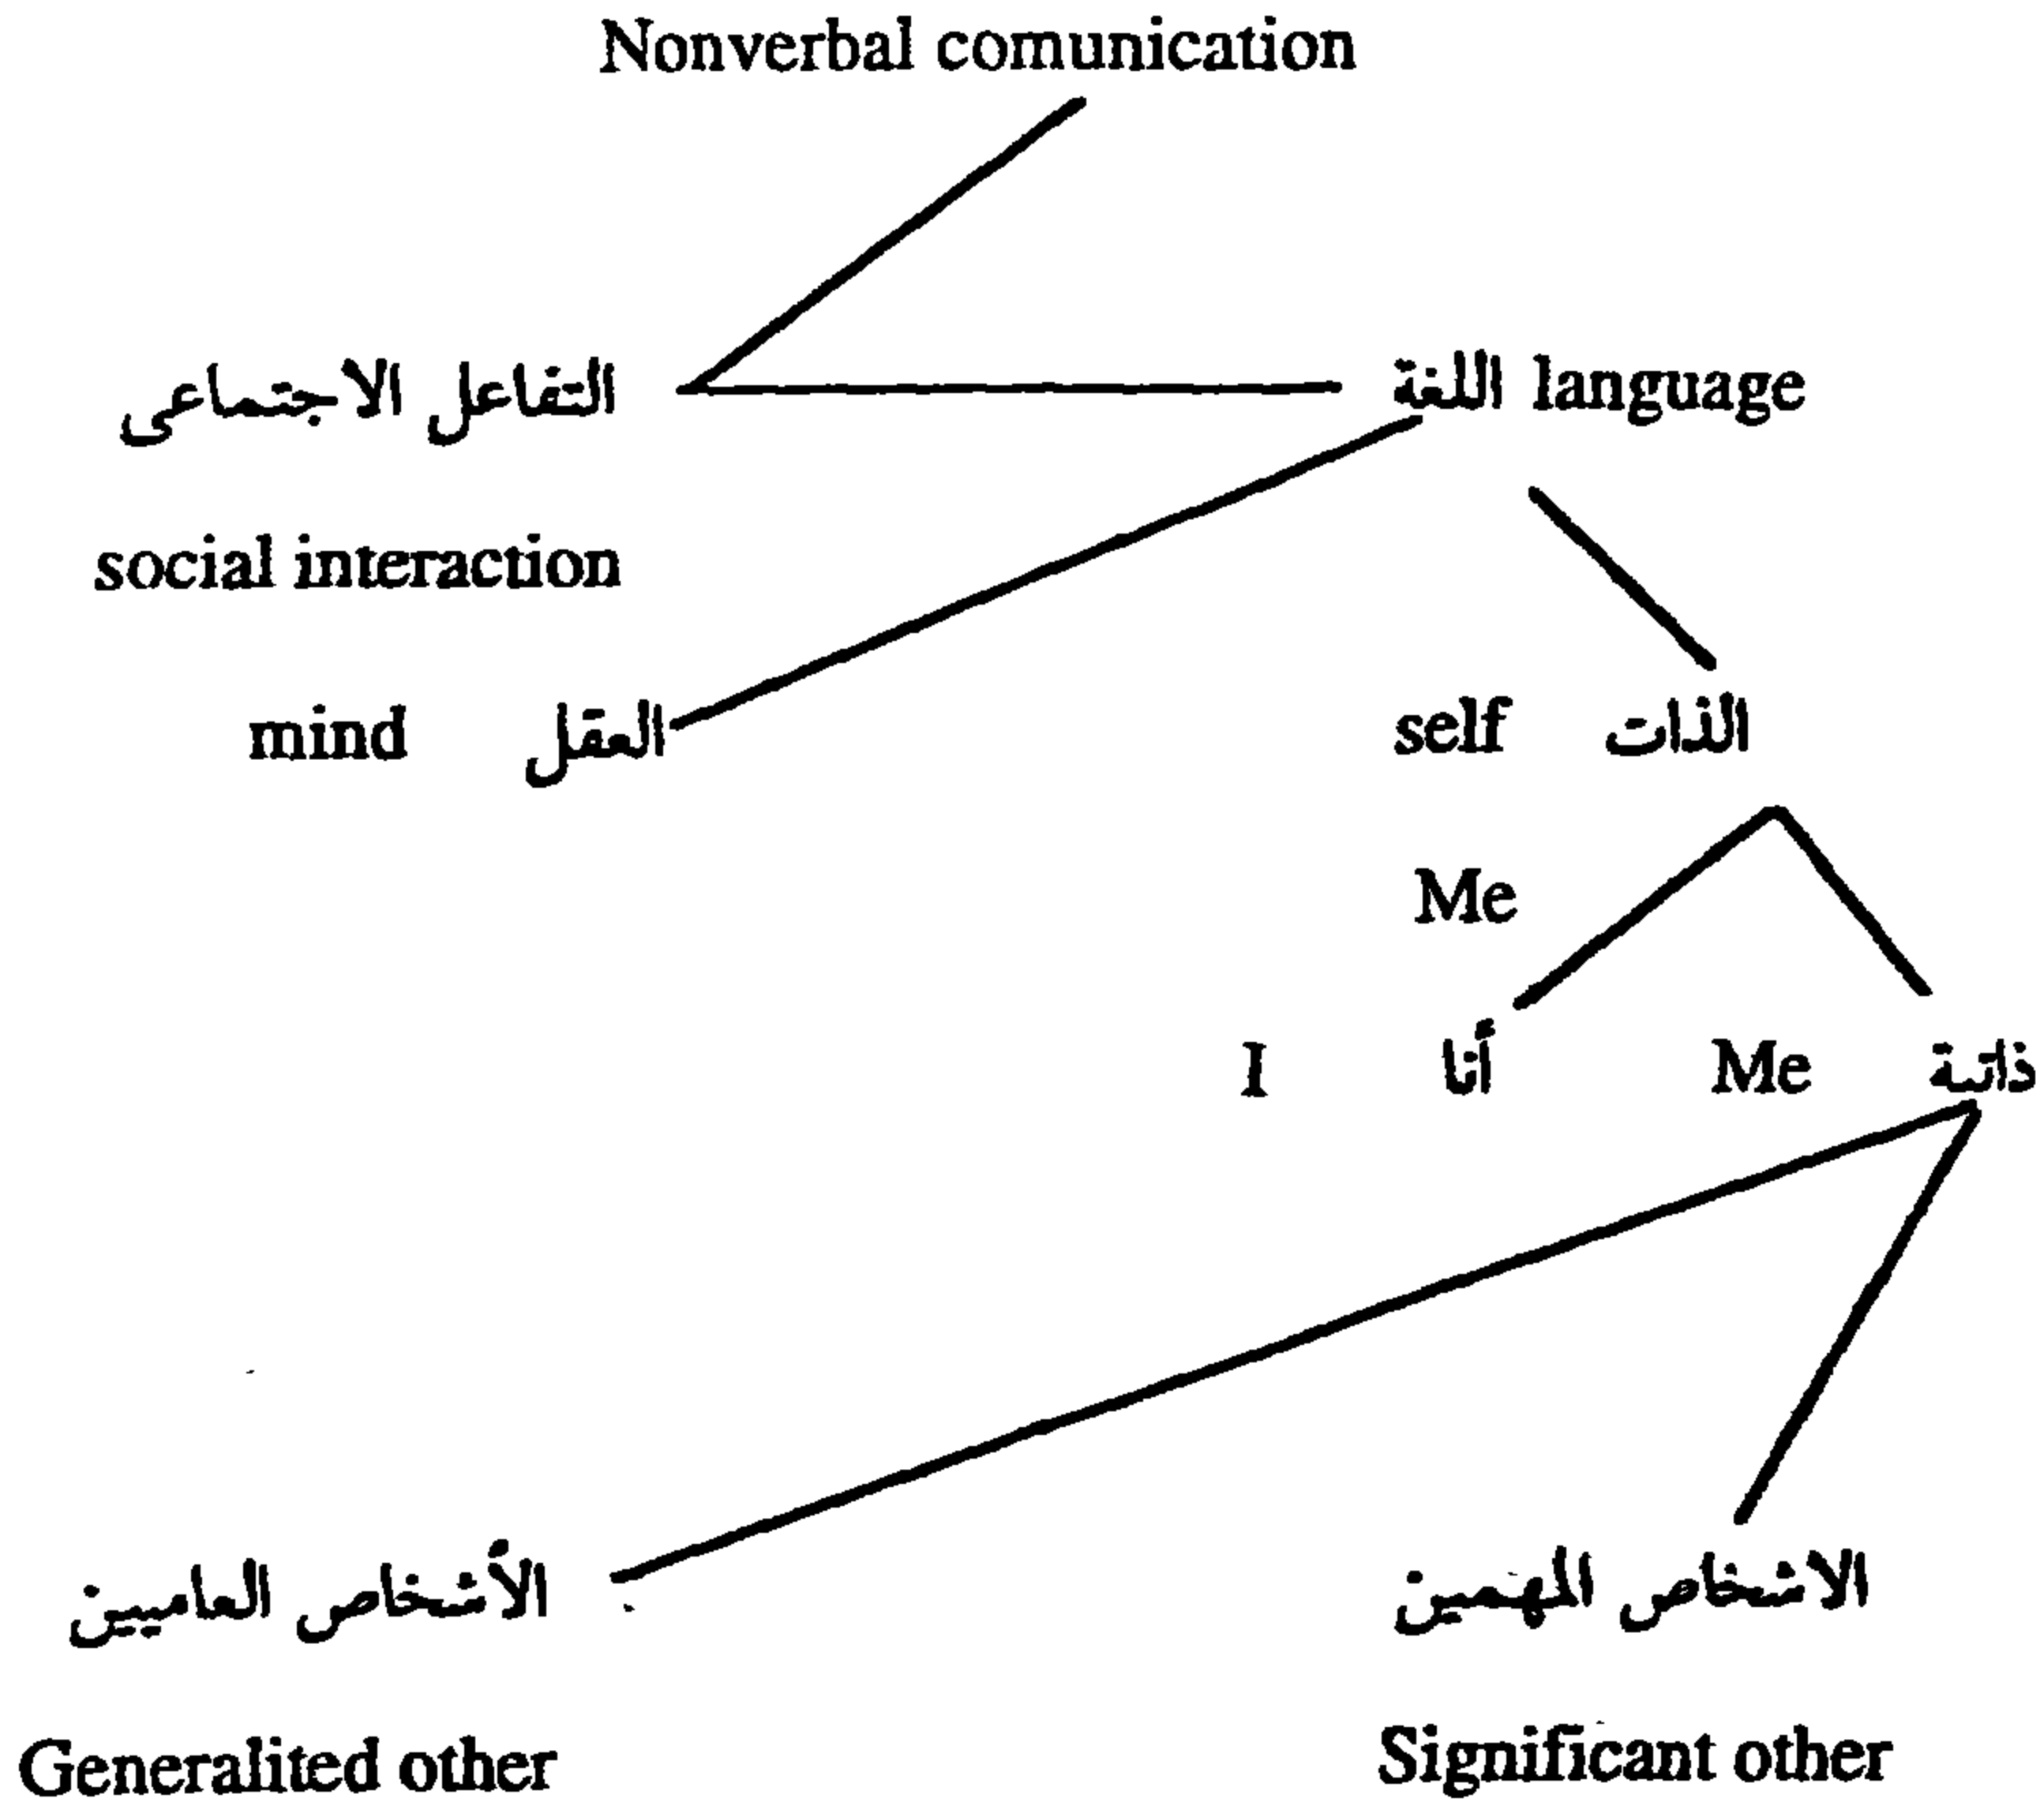 Nonverbal comunication
التفاعل الاجتماعى اللغة language
social interaction
mind العقل self الذات
Me
I أنا Me ذاتة
الأشخاص العاميين الاشخاص المهمين
Generalited other Significant other